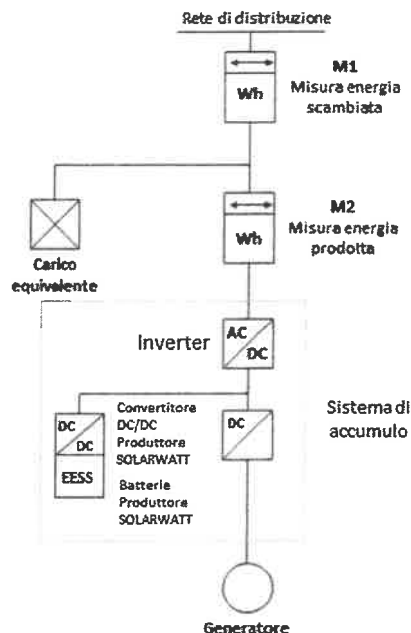 Rete di distribuzione
M1
Wh
Misura energia
scambiata
M2
Wh
Misura energia
prodotta
Carico
equivalente
Inverter
AC
DC
Sistema di
accumulo
DC
DC
EESS
Convertitore
DC/DC
Produttore
SOLARWATT
Batterie
Produttore
SOLARWATT
DC
Generatore